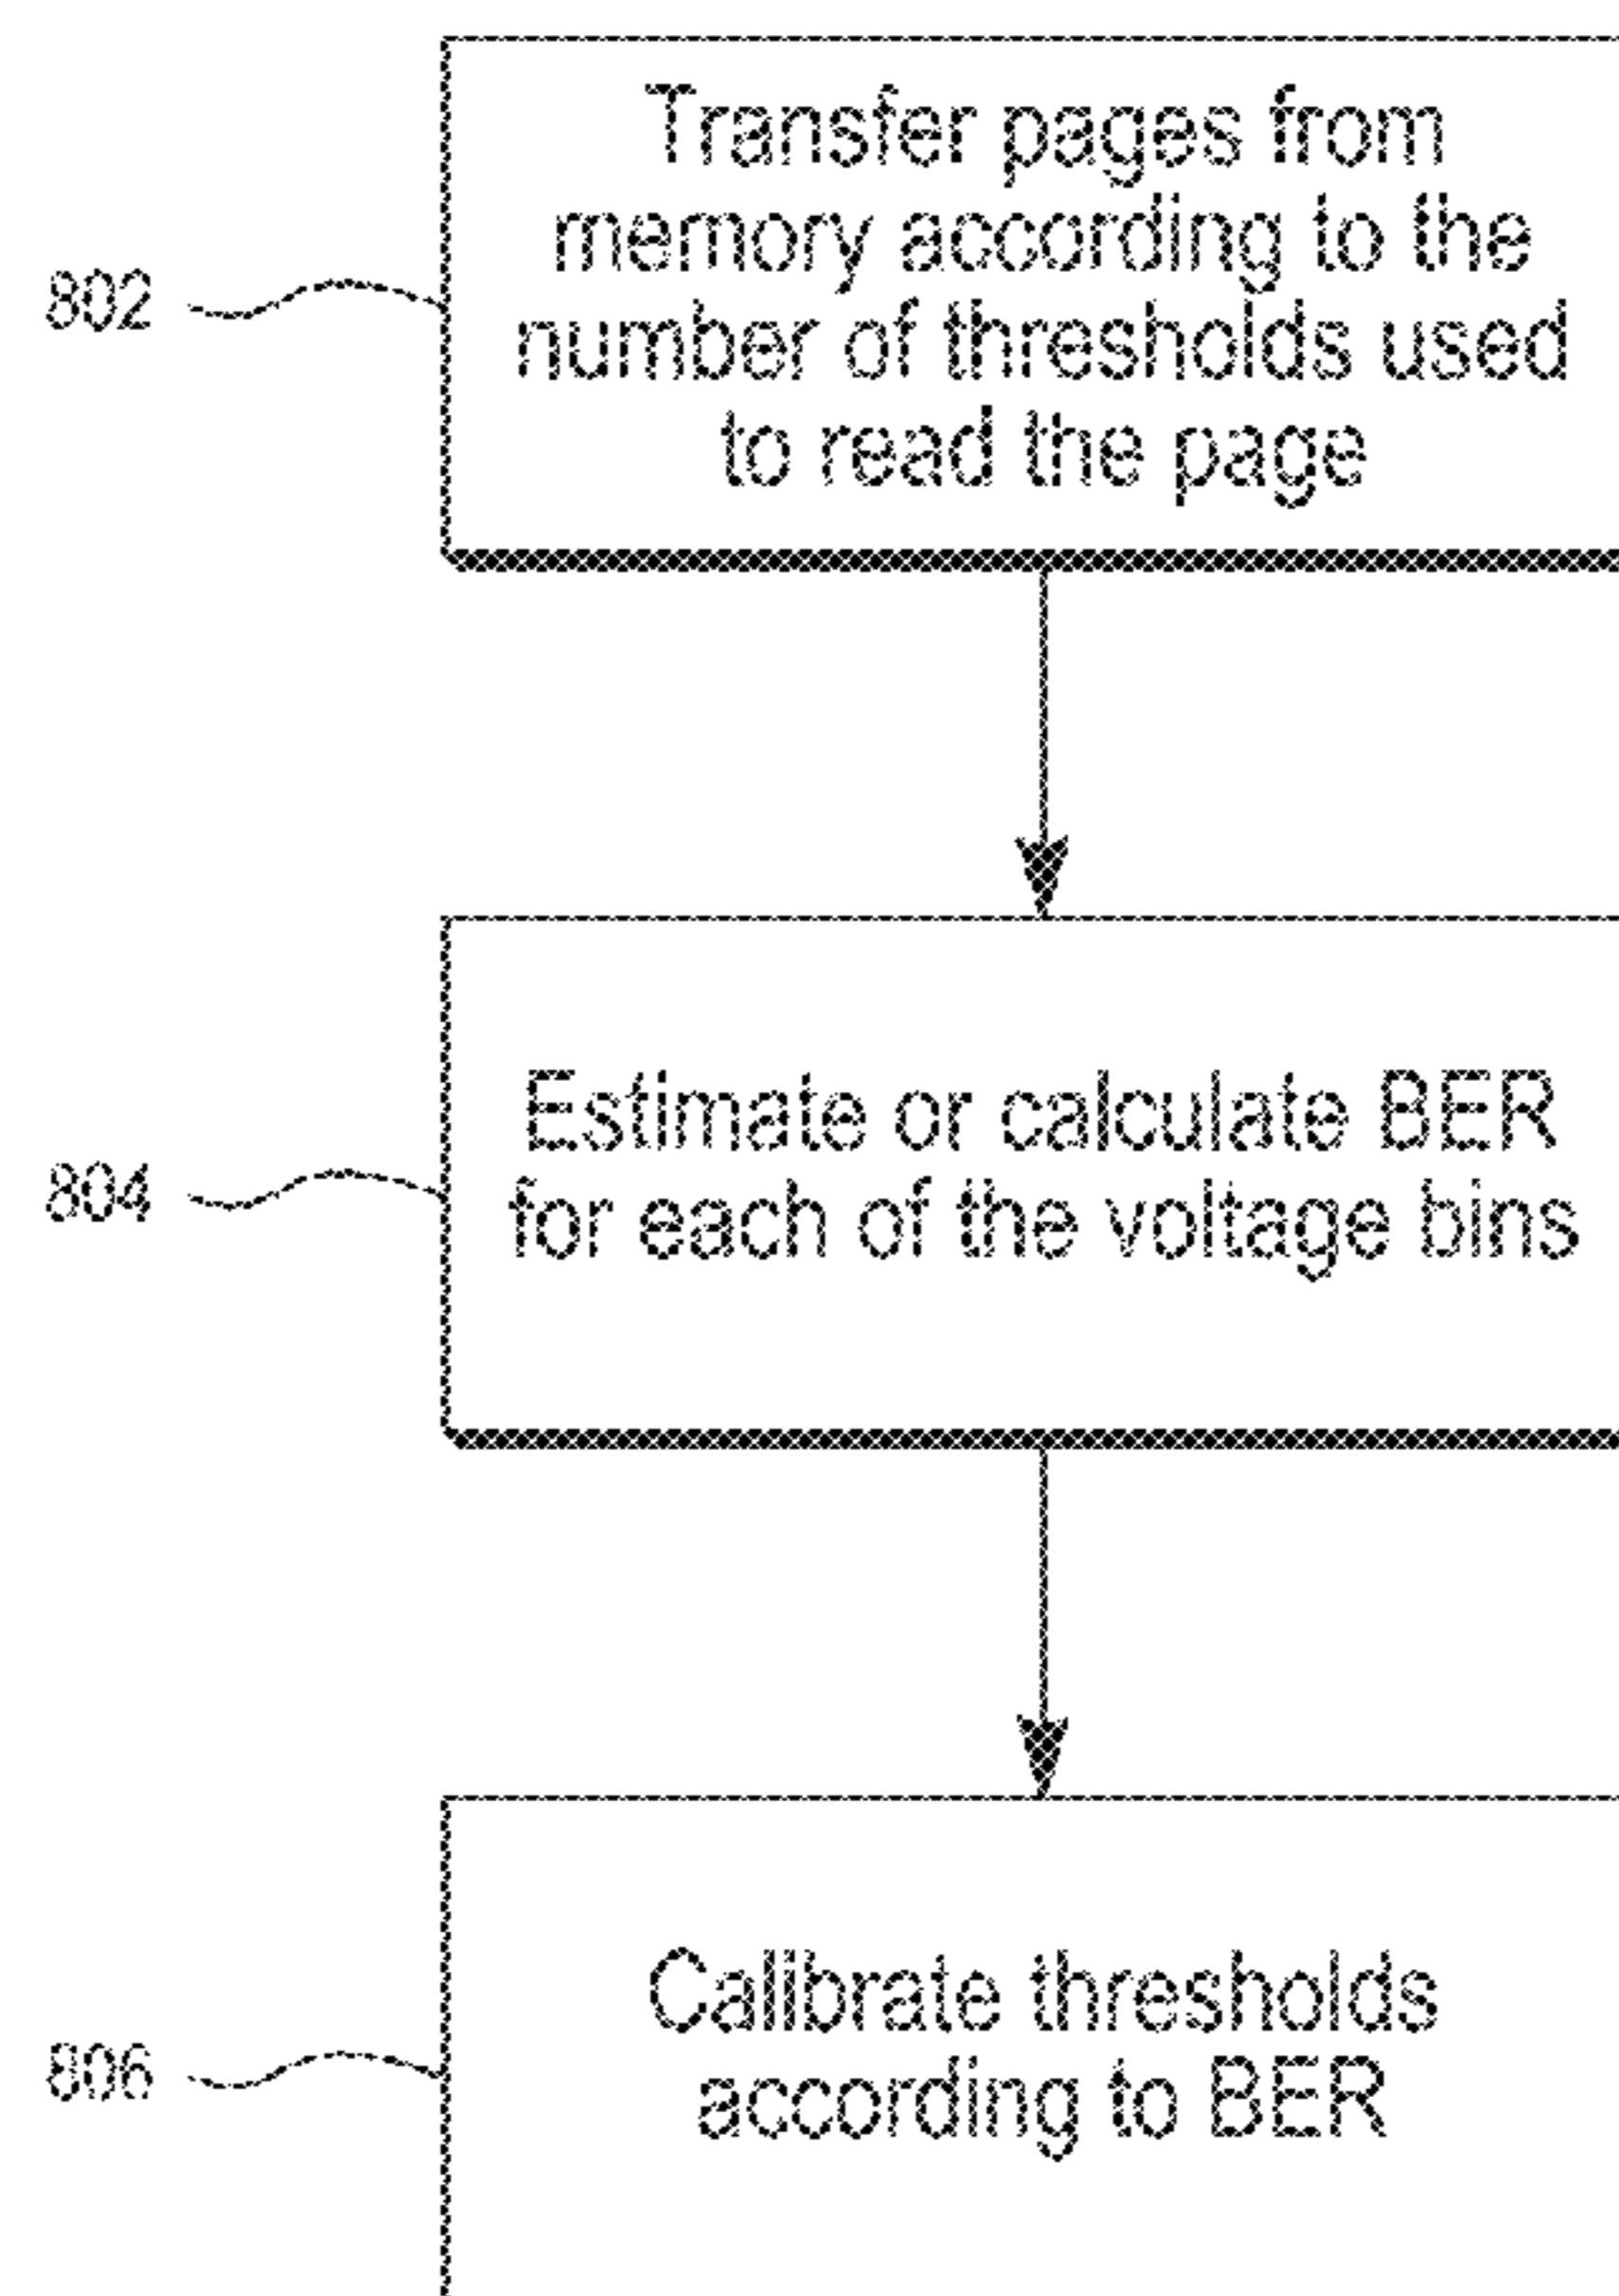 Transfer pages from
memory according to the
number of thresholds used
to read the page
802
Estimate or calculate BER
for each of the voltage bins
804
Calibrate thresholds
according to BER
806